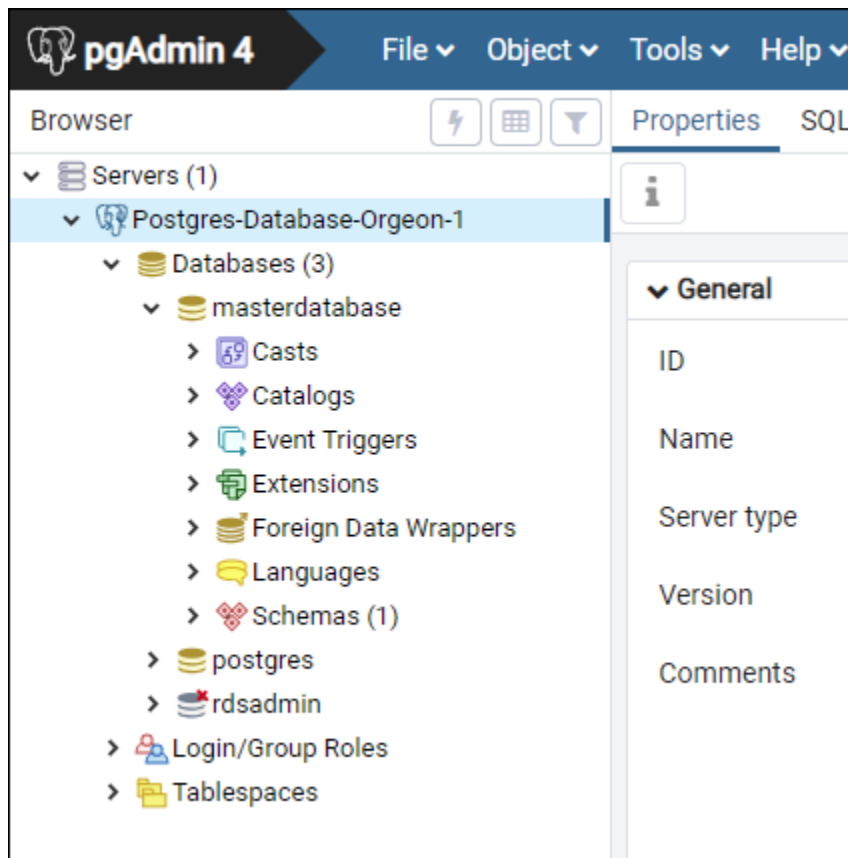 pgAdmin 4 File Object Tools Help
Browser Properties SQL
Servers (1)
Postgres-Database-Orgeon-1
Databases (3)
General
masterdatabase
Casts
ID
Catalogs
Event Triggers
Name
Extensions
Foreign Data Wrappers
Server type
Languages
Version
Schemas (1)
postgres
Comments
rdsadmin
Login/Group Roles
Tablespaces